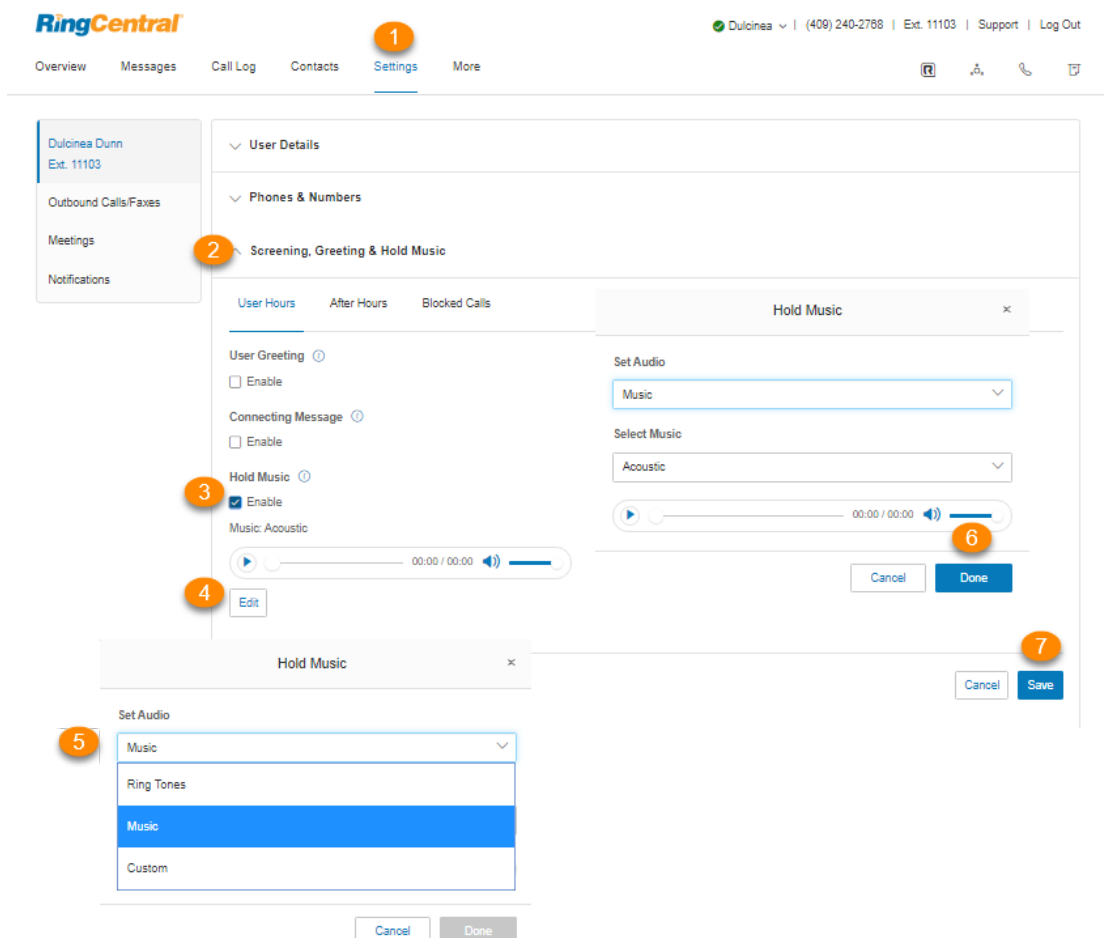 RingCentral
1
Dulcinea | (409) 240-2768 | Ext. 11103 | Support | Log Out
Overview Messages Call Log Contacts Settings More
Dulcinea Dunn
Ext. 11103
Outbound Calls/Faxes
Meetings
Notifications
User Details
Phones & Numbers
2 Screening, Greeting & Hold Music
User Hours After Hours Blocked Calls
User Greeting
Enable
Connecting Message
Enable
Hold Music
3 Enable
Music: Acoustic
00:00 / 00:00
4 Edit
Hold Music ×
Set Audio
Music
Select Music
Acoustic
00:00 / 00:00
6
Cancel Done
7
Cancel Save
Hold Music ×
Set Audio
5 Music
Ring Tones
Music
Custom
Cancel Done